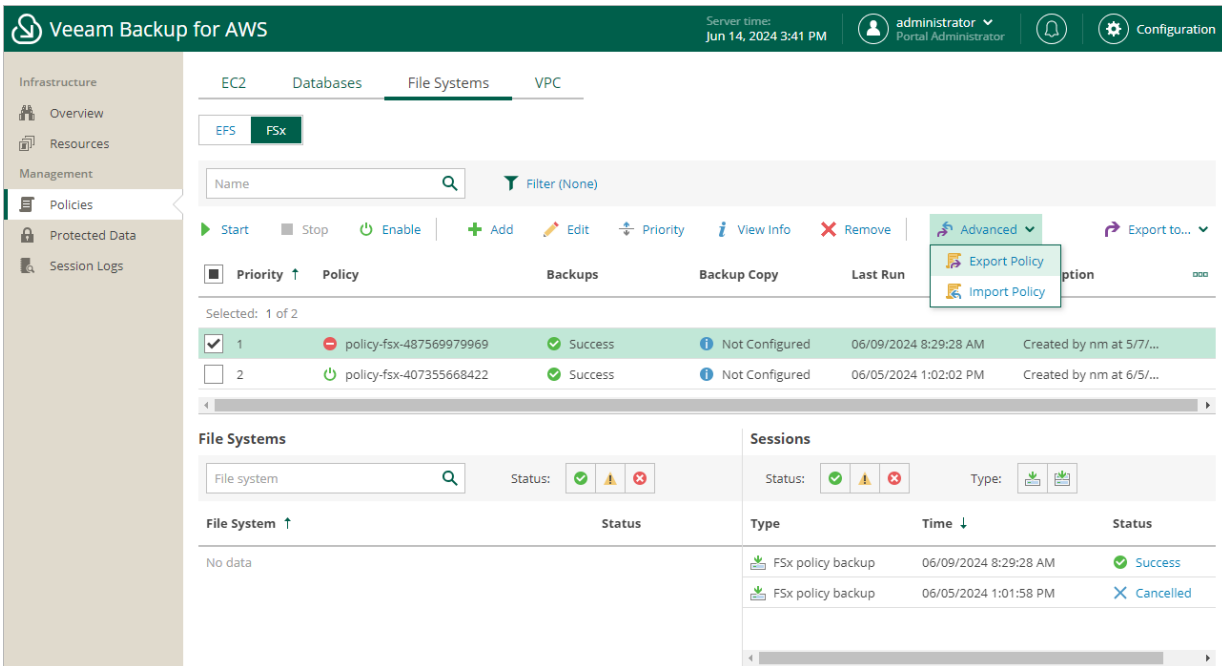 Veeam Backup for AWS
Server time:
Jun 14, 2024 3:41 PM
administrator
Portal Administrator
Configuration
Infrastructure
Overview
Resources
Management
Policies
Protected Data
Session Logs
EC2 Databases File Systems VPC
EFS FSx
Name Filter (None)
Start Stop Enable Add Edit Priority View Info Remove Advanced Export to...
Export Policy
Import Policy
Priority Policy Backups Backup Copy Last Run ption
Selected: 1 of 2
1 policy-fsx-487569979969 Success Not Configured 06/09/2024 8:29:28 AM Created by nm at 5/7/...
2 policy-fsx-407355668422 Success Not Configured 06/05/2024 1:02:02 PM Created by nm at 6/5/...
File Systems
File system Status:
File System Status
No data
Sessions
Status: Type:
Type Time Status
FSx policy backup 06/09/2024 8:29:28 AM Success
FSx policy backup 06/05/2024 1:01:58 PM Cancelled